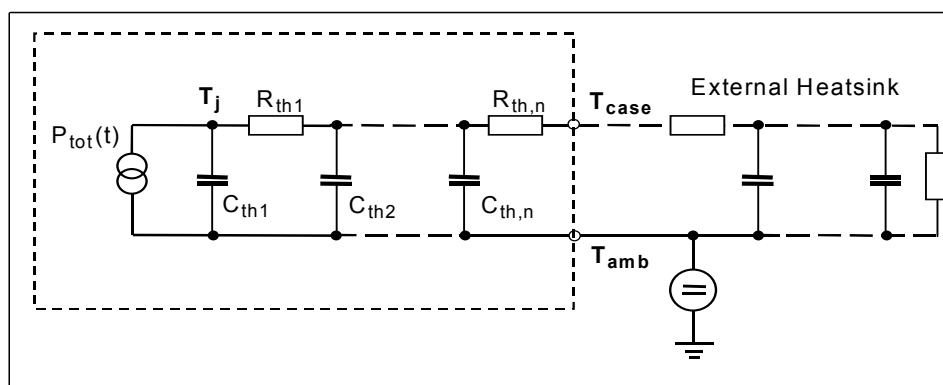 External Heatsink
T_j
R_th1
R_th,n
T_case
P_tot(t)
C_th1
C_th2
C_th,n
T_amb